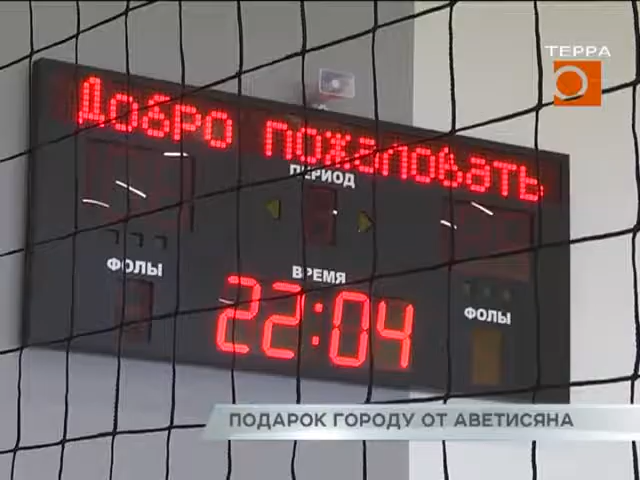 ТЕРРА
Добро пожаловать
ПЕРИОД
ФОЛЫ
ВРЕМЯ
22:04
ФОЛЫ
ПОДАРОК ГОРОДУ ОТ АВЕТИСЯНА